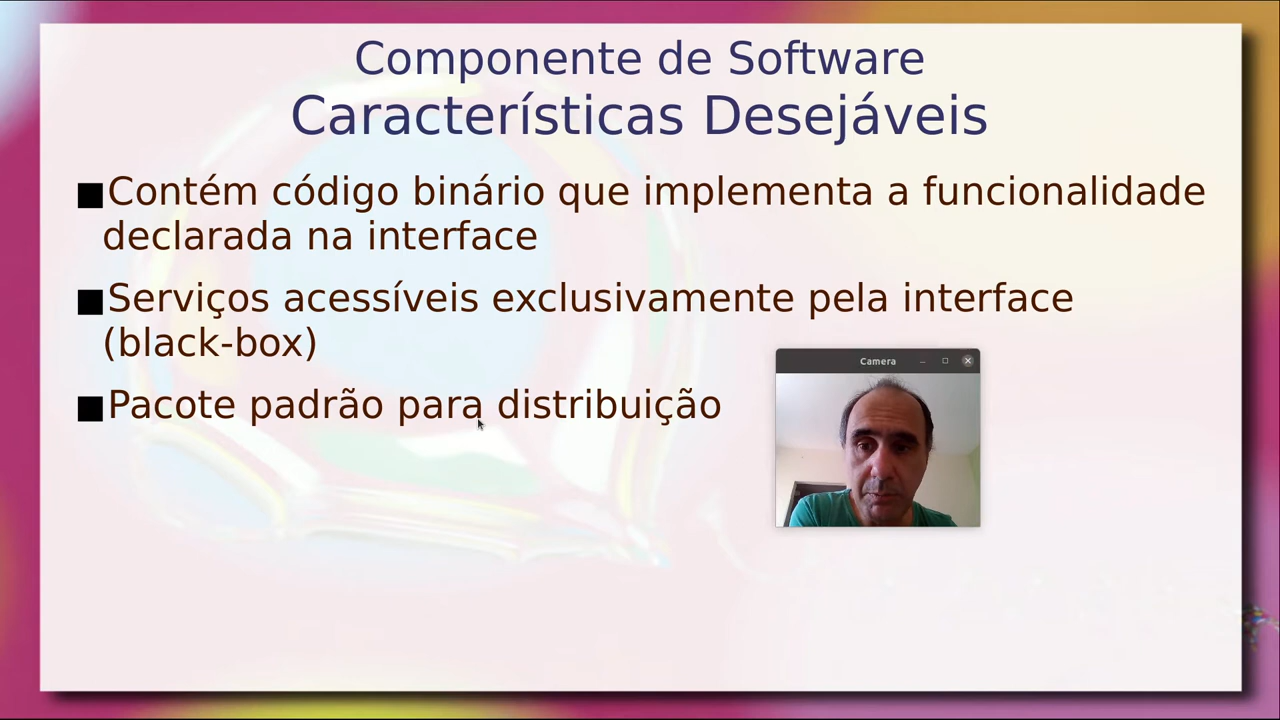 Componente de Software
Características Desejáveis
■Contém código binário que implementa a funcionalidade
declarada na interface
■Serviços acessíveis exclusivamente pela interface
(black-box)
■Pacote padrão para distribuição
Camera